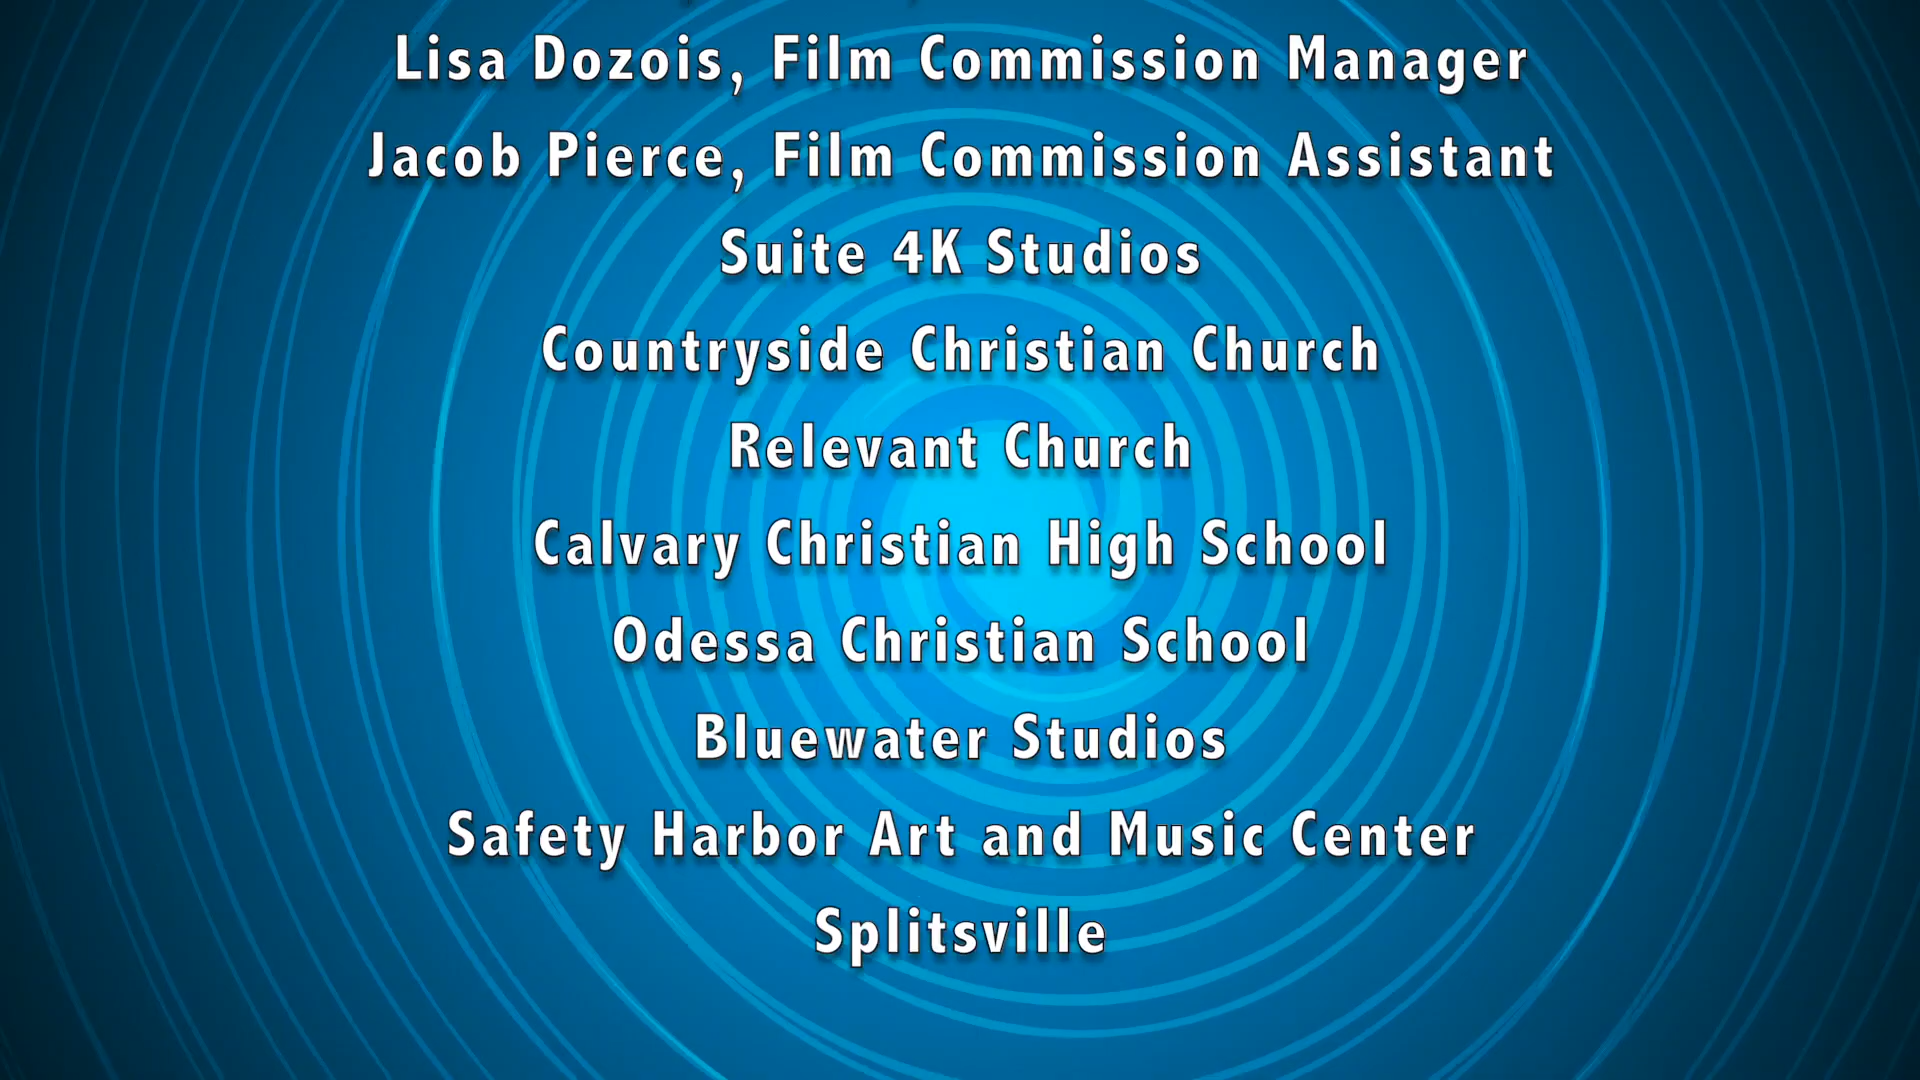 Lisa Dozois, Film Commission Manager
Jacob Pierce, Film Commission Assistant
Suite 4K Studios
Countryside Christian Church
Relevant Church
Calvary Christian High School
Odessa Christian School
Bluewater Studios
Safety Harbor Art and Music Center
Splitsville